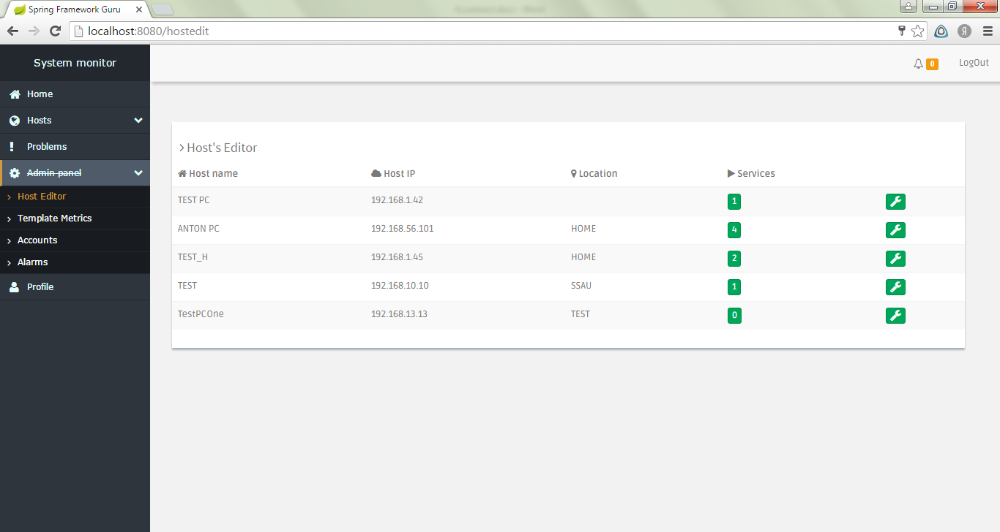 Spring Framework Guru
localhost:8080/hostedit
System monitor
0
LogOut
Home
Hosts
Problems
Admin panel
Host Editor
Template Metrics
Accounts
Alarms
Profile
Host's Editor
Host name Host IP Location Services
TEST PC 192.168.1.42 1
ANTON PC 192.168.56.101 HOME 4
TEST_H 192.168.1.45 HOME 2
TEST 192.168.10.10 SSAU 1
TestPCOne 192.168.13.13 TEST 0